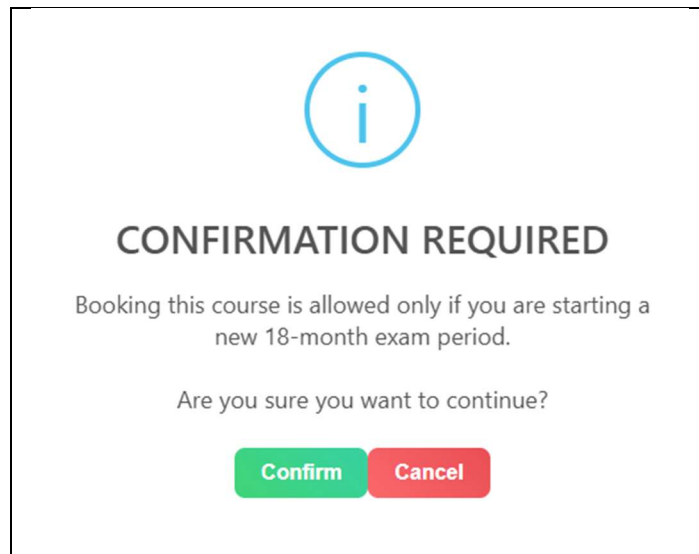 CONFIRMATION REQUIRED
Booking this course is allowed only if you are starting a
new 18-month exam period.
Are you sure you want to continue?
Confirm Cancel